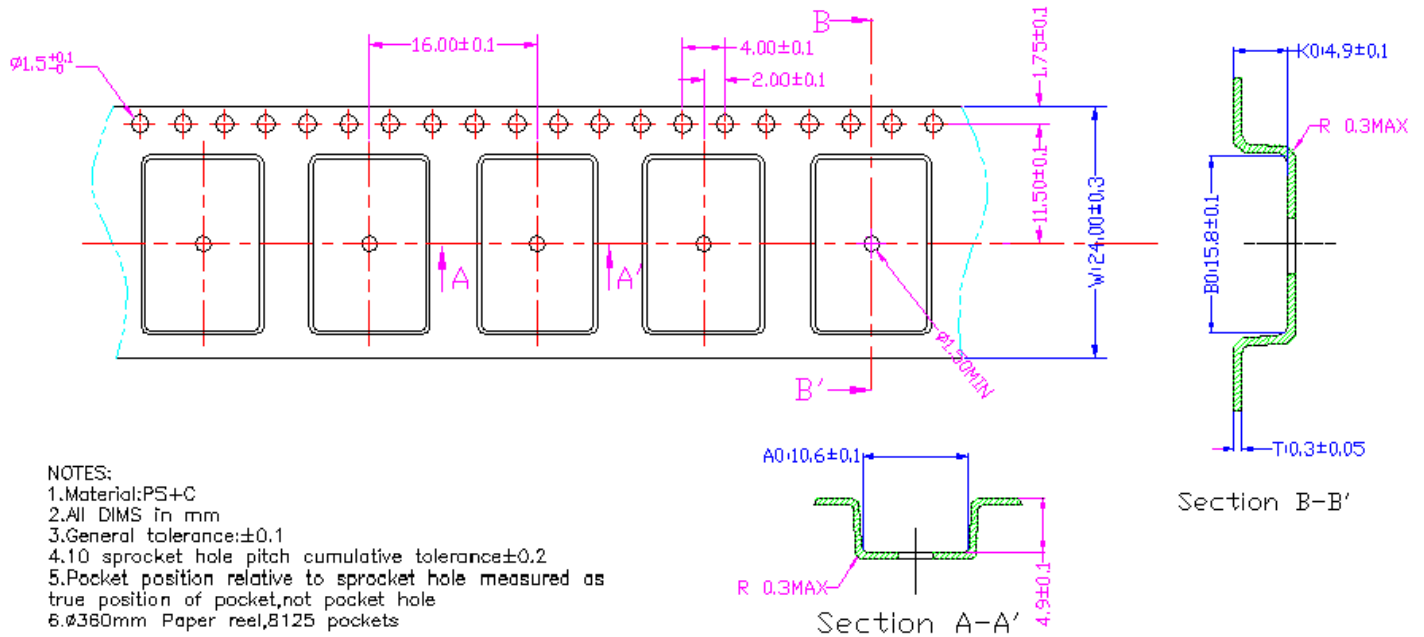 B
16.00±0.1
4.00±0.1
2.00±0.1
1.75±0.1
K0:4.9±0.1
Ø1.5+0.1-0
R 0.3MAX
11.50±0.1
W:24.00±0.3
B0:15.8±0.1
A
A'
Ø1.50MIN
B'
T:0.3±0.05
A0:10.6±0.1
Section B-B'
R 0.3MAX
4.9±0.1
Section A-A'
NOTES:
1.Material:PS+C
2.All DIMS in mm
3.General tolerance:±0.1
4.10 sprocket hole pitch cumulative tolerance±0.2
5.Pocket position relative to sprocket hole measured as
true position of pocket,not pocket hole
6.Ø360mm Paper reel,8125 pockets